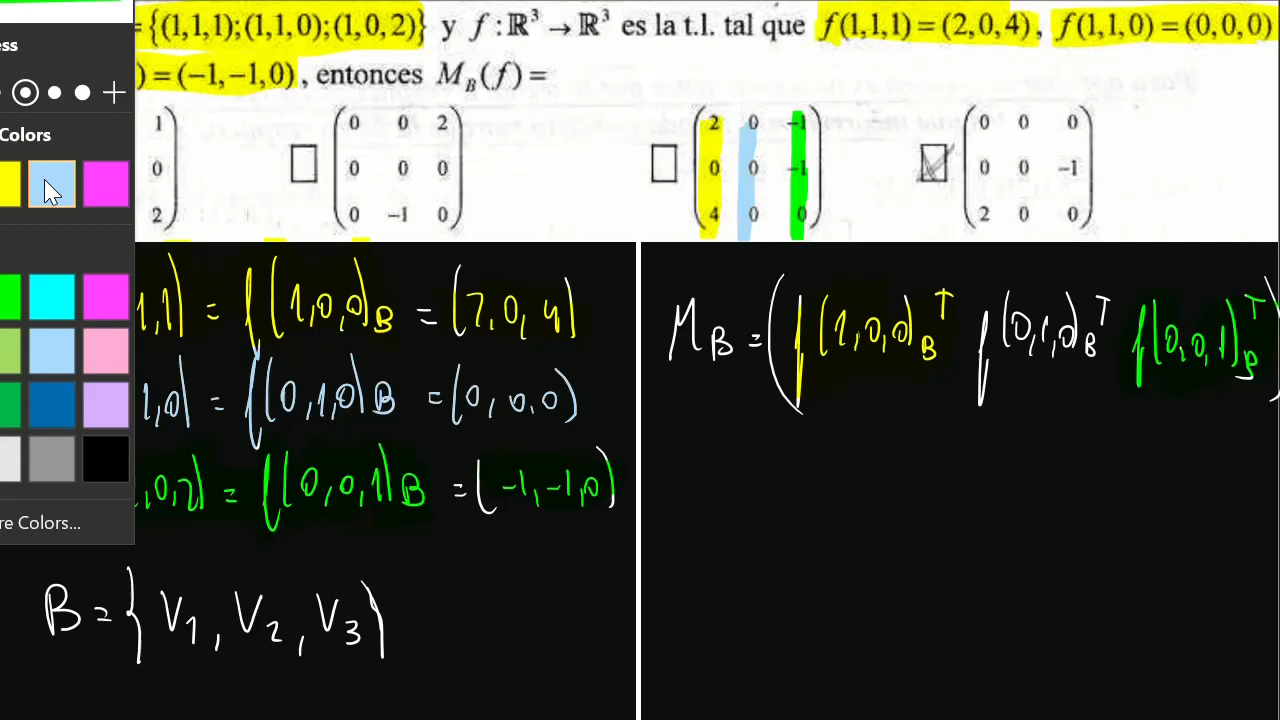 = {(1,1,1);(1,1,0);(1,0,2)} y f : ℝ³ → ℝ³ es la t.l. tal que f(1,1,1) = (2,0,4), f(1,1,0) = (0,0,0)
) = (−1,−1,0), entonces M_B(f) =
1 0 0 2 2 0 -1 0 0 0
0 0 0 0 0 0 -1 0 0 -1
2 0 -1 0 4 0 0 2 0 0
ess
Colors
re Colors...
1,1) = f(1,0,0)_B = (2,0,4)
1,0) = f(0,1,0)_B = (0,0,0)
,0,2) = f(0,0,1)_B = (-1,-1,0)
B = { V1, V2, V3 }
M_B = ( f(1,0,0)_B^T f(0,1,0)_B^T f(0,0,1)_B^T )